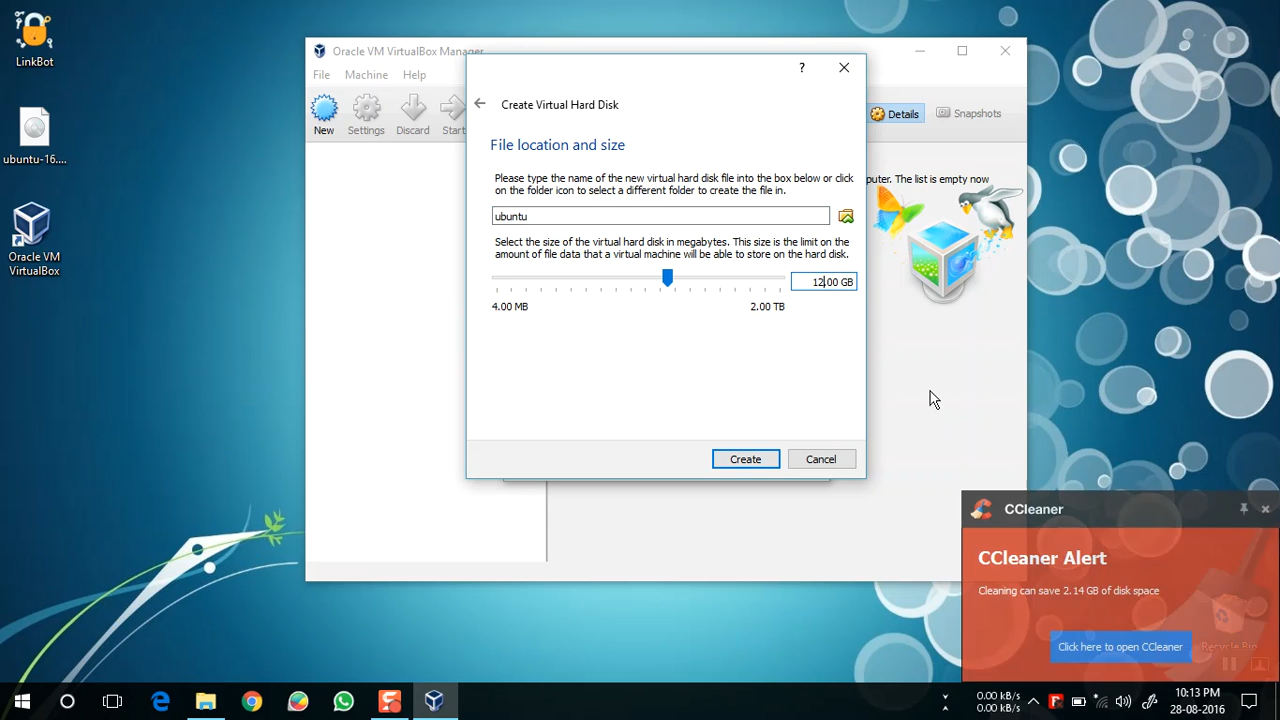 LinkBot
ubuntu-16....
Oracle VM
VirtualBox
Oracle VM VirtualBox Manager
File Machine Help
New Settings Discard Start
Details Snapshots
puter. The list is empty now
?
Create Virtual Hard Disk
File location and size
Please type the name of the new virtual hard disk file into the box below or click
on the folder icon to select a different folder to create the file in.
ubuntu
Select the size of the virtual hard disk in megabytes. This size is the limit on the
amount of file data that a virtual machine will be able to store on the hard disk.
12.00 GB
4.00 MB 2.00 TB
Create Cancel
CCleaner
CCleaner Alert
Cleaning can save 2.14 GB of disk space
Click here to open CCleaner
Recycle Bin
0.00 kB/s
0.00 kB/s
10:13 PM
28-08-2016